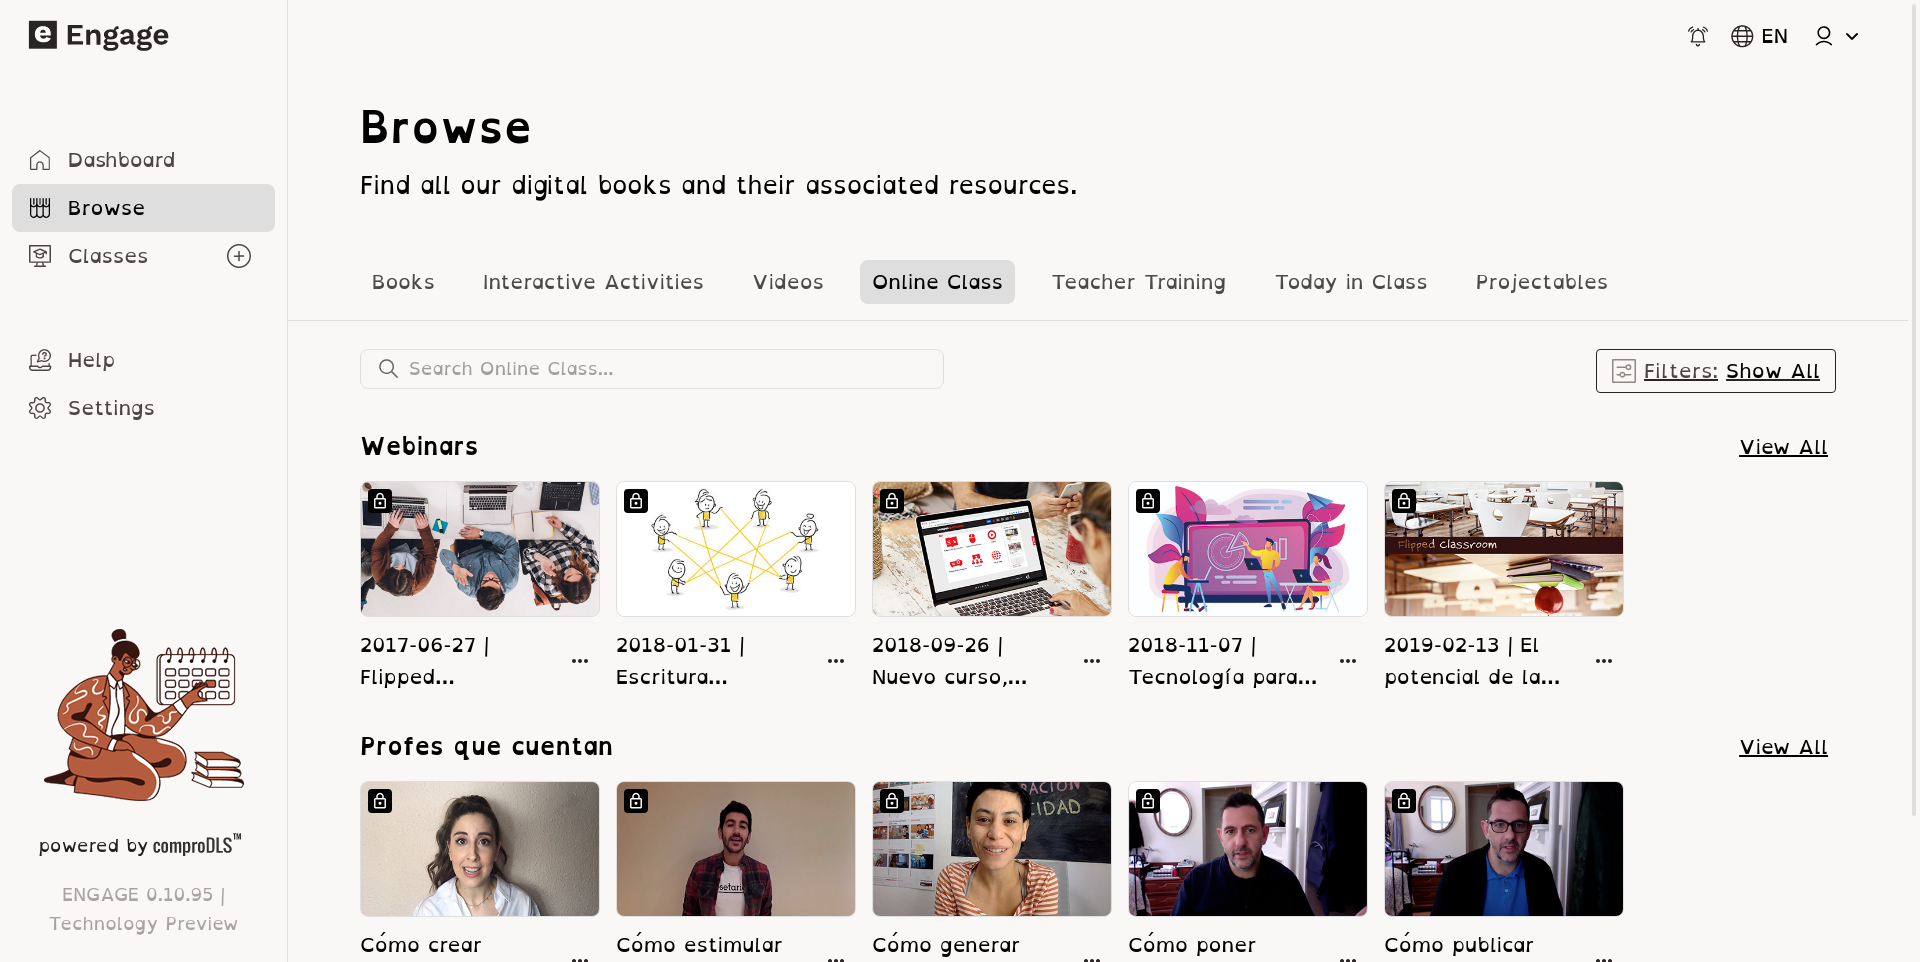 e Engage
EN
Dashboard
Browse
Classes
Help
Settings
powered by comproDLS™
ENGAGE 0.10.95 |
Technology Preview
Browse
Find all our digital books and their associated resources.
Books Interactive Activities Videos Online Class Teacher Training Today in Class Projectables
Search Online Class...
Filters: Show All
Webinars
View All
Flipped Classroom
2017-06-27 |
Flipped...
2018-01-31 |
Escritura...
2018-09-26 |
Nuevo curso,...
2018-11-07 |
Tecnología para...
2019-02-13 | El
potencial de la...
Profes que cuentan
View All
Cómo crear
Cómo estimular
Cómo generar
Cómo poner
Cómo publicar